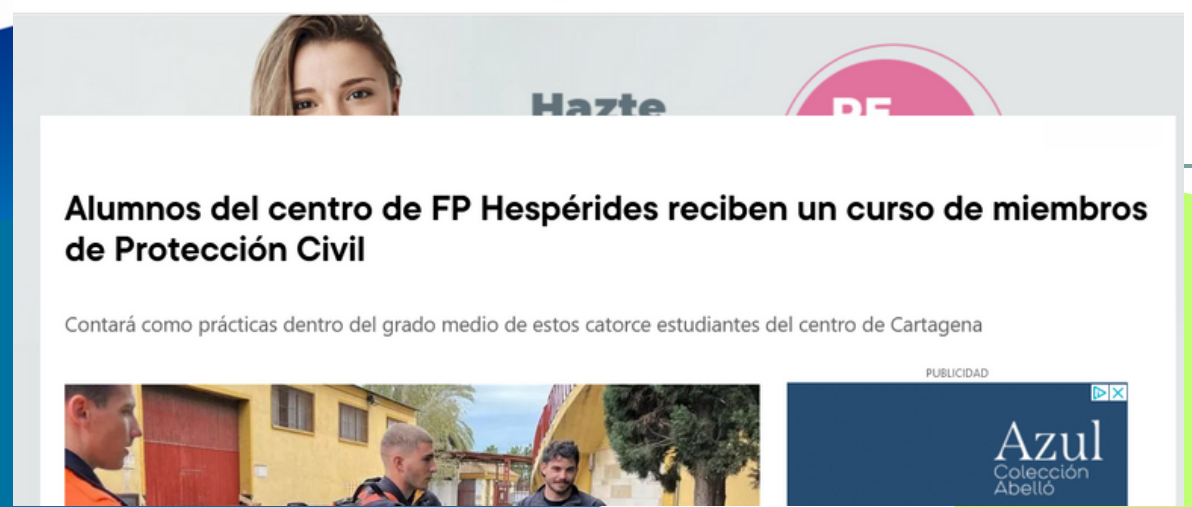 Hazte
Alumnos del centro de FP Hespérides reciben un curso de miembros
de Protección Civil
Contará como prácticas dentro del grado medio de estos catorce estudiantes del centro de Cartagena
PUBLICIDAD
Azul
Colección
Abelló